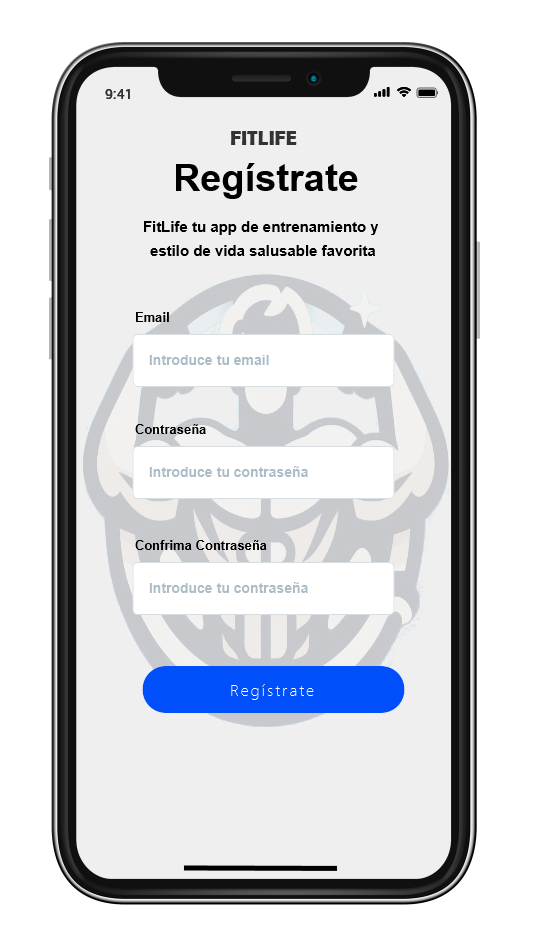 9:41
FITLIFE
Regístrate
FitLife tu app de entrenamiento y
estilo de vida salusable favorita
Email
Introduce tu email
Contraseña
Introduce tu contraseña
Confrima Contraseña
Introduce tu contraseña
Regístrate